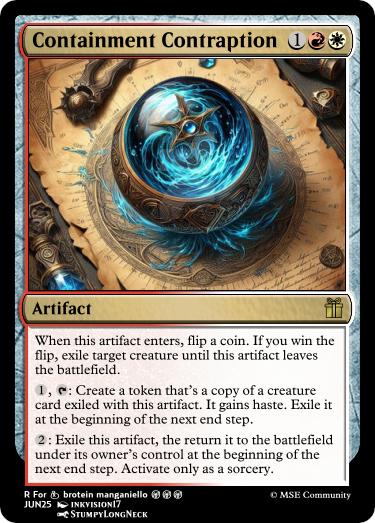 Containment Contraption 1
Artifact
When this artifact enters, flip a coin. If you win the
flip, exile target creature until this artifact leaves
the battlefield.
1, : Create a token that's a copy of a creature
card exiled with this artifact. It gains haste. Exile it
at the beginning of the next end step.
2: Exile this artifact, the return it to the battlefield
under its owner's control at the beginning of the
next end step. Activate only as a sorcery.
R For brotein manganiello
© MSE Community
JUN25 INKYISION17
StumpyLongNeck